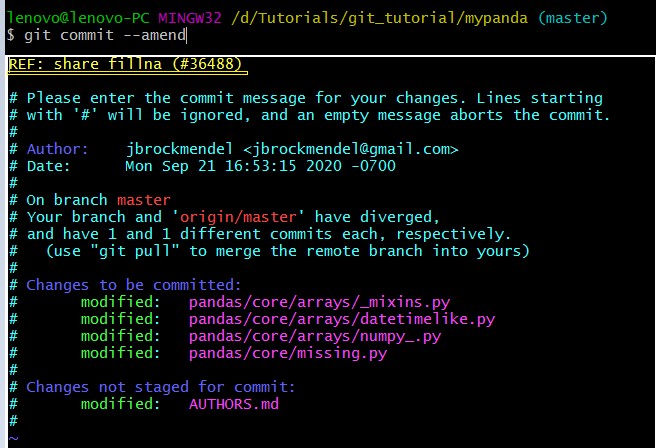 lenovo@lenovo-PC MINGW32 /d/Tutorials/git_tutorial/mypanda (master)
$ git commit --amend
REF: share fillna (#36488)
# Please enter the commit message for your changes. Lines starting
# with '#' will be ignored, and an empty message aborts the commit.
#
# Author:    jbrockmendel <jbrockmendel@gmail.com>
# Date:      Mon Sep 21 16:53:15 2020 -0700
#
# On branch master
# Your branch and 'origin/master' have diverged,
# and have 1 and 1 different commits each, respectively.
#   (use "git pull" to merge the remote branch into yours)
#
# Changes to be committed:
#       modified:   pandas/core/arrays/_mixins.py
#       modified:   pandas/core/arrays/datetimelike.py
#       modified:   pandas/core/arrays/numpy_.py
#       modified:   pandas/core/missing.py
#
# Changes not staged for commit:
#       modified:   AUTHORS.md
#
~